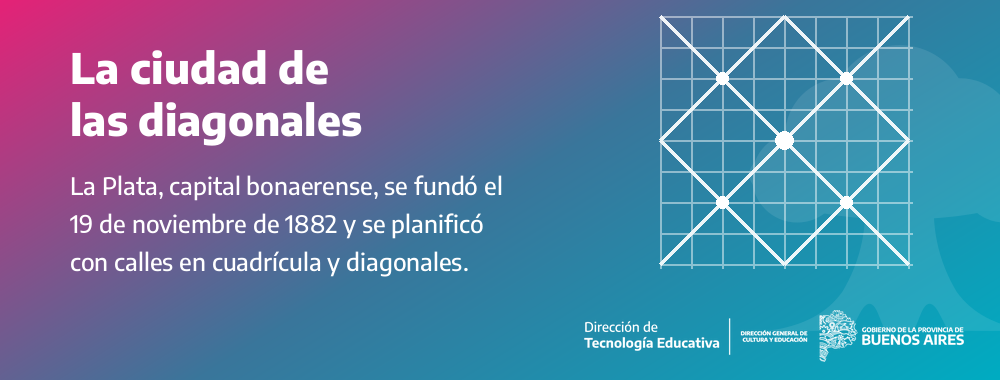 La ciudad de
las diagonales
La Plata, capital bonaerense, se fundó el
19 de noviembre de 1882 y se planificó
con calles en cuadrícula y diagonales.
Dirección de
Tecnología Educativa
DIRECCIÓN GENERAL DE
CULTURA Y EDUCACIÓN
GOBIERNO DE LA PROVINCIA DE
BUENOS AIRES